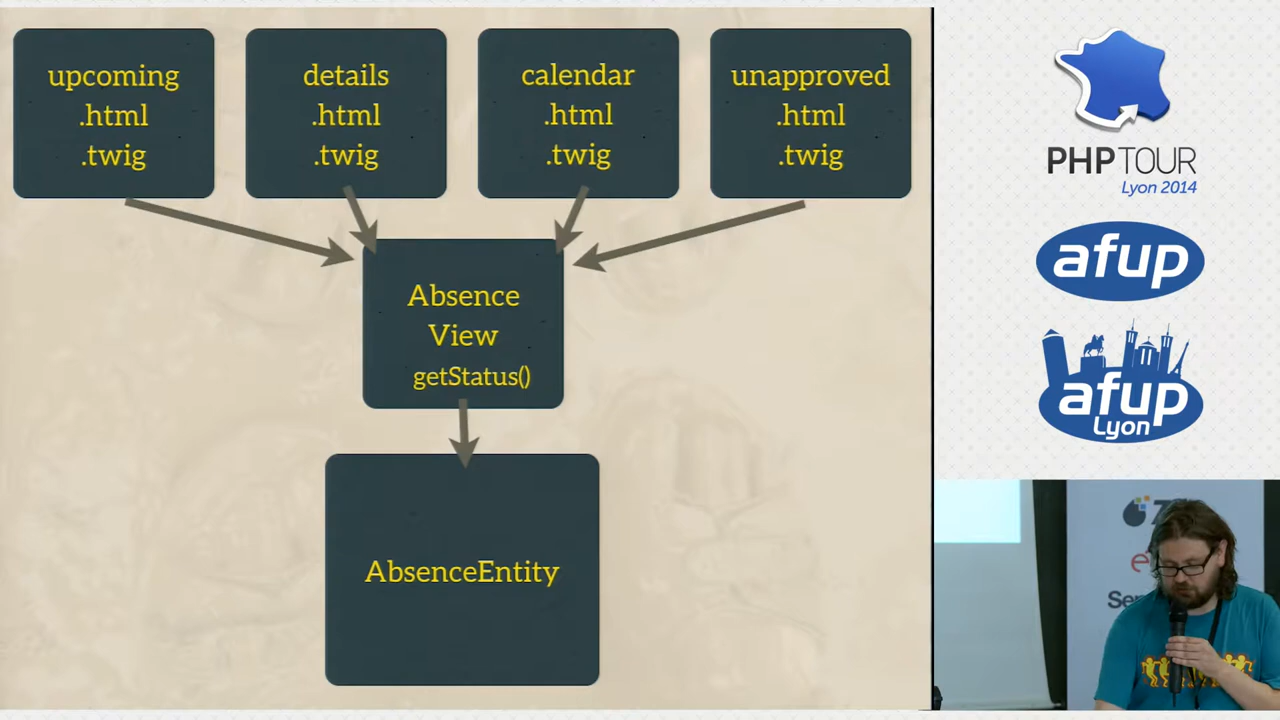 upcoming
.html
.twig
details
.html
.twig
calendar
.html
.twig
unapproved
.html
.twig
Absence
View
getStatus()
AbsenceEntity
PHPTOUR
Lyon 2014
afup
afup
Lyon